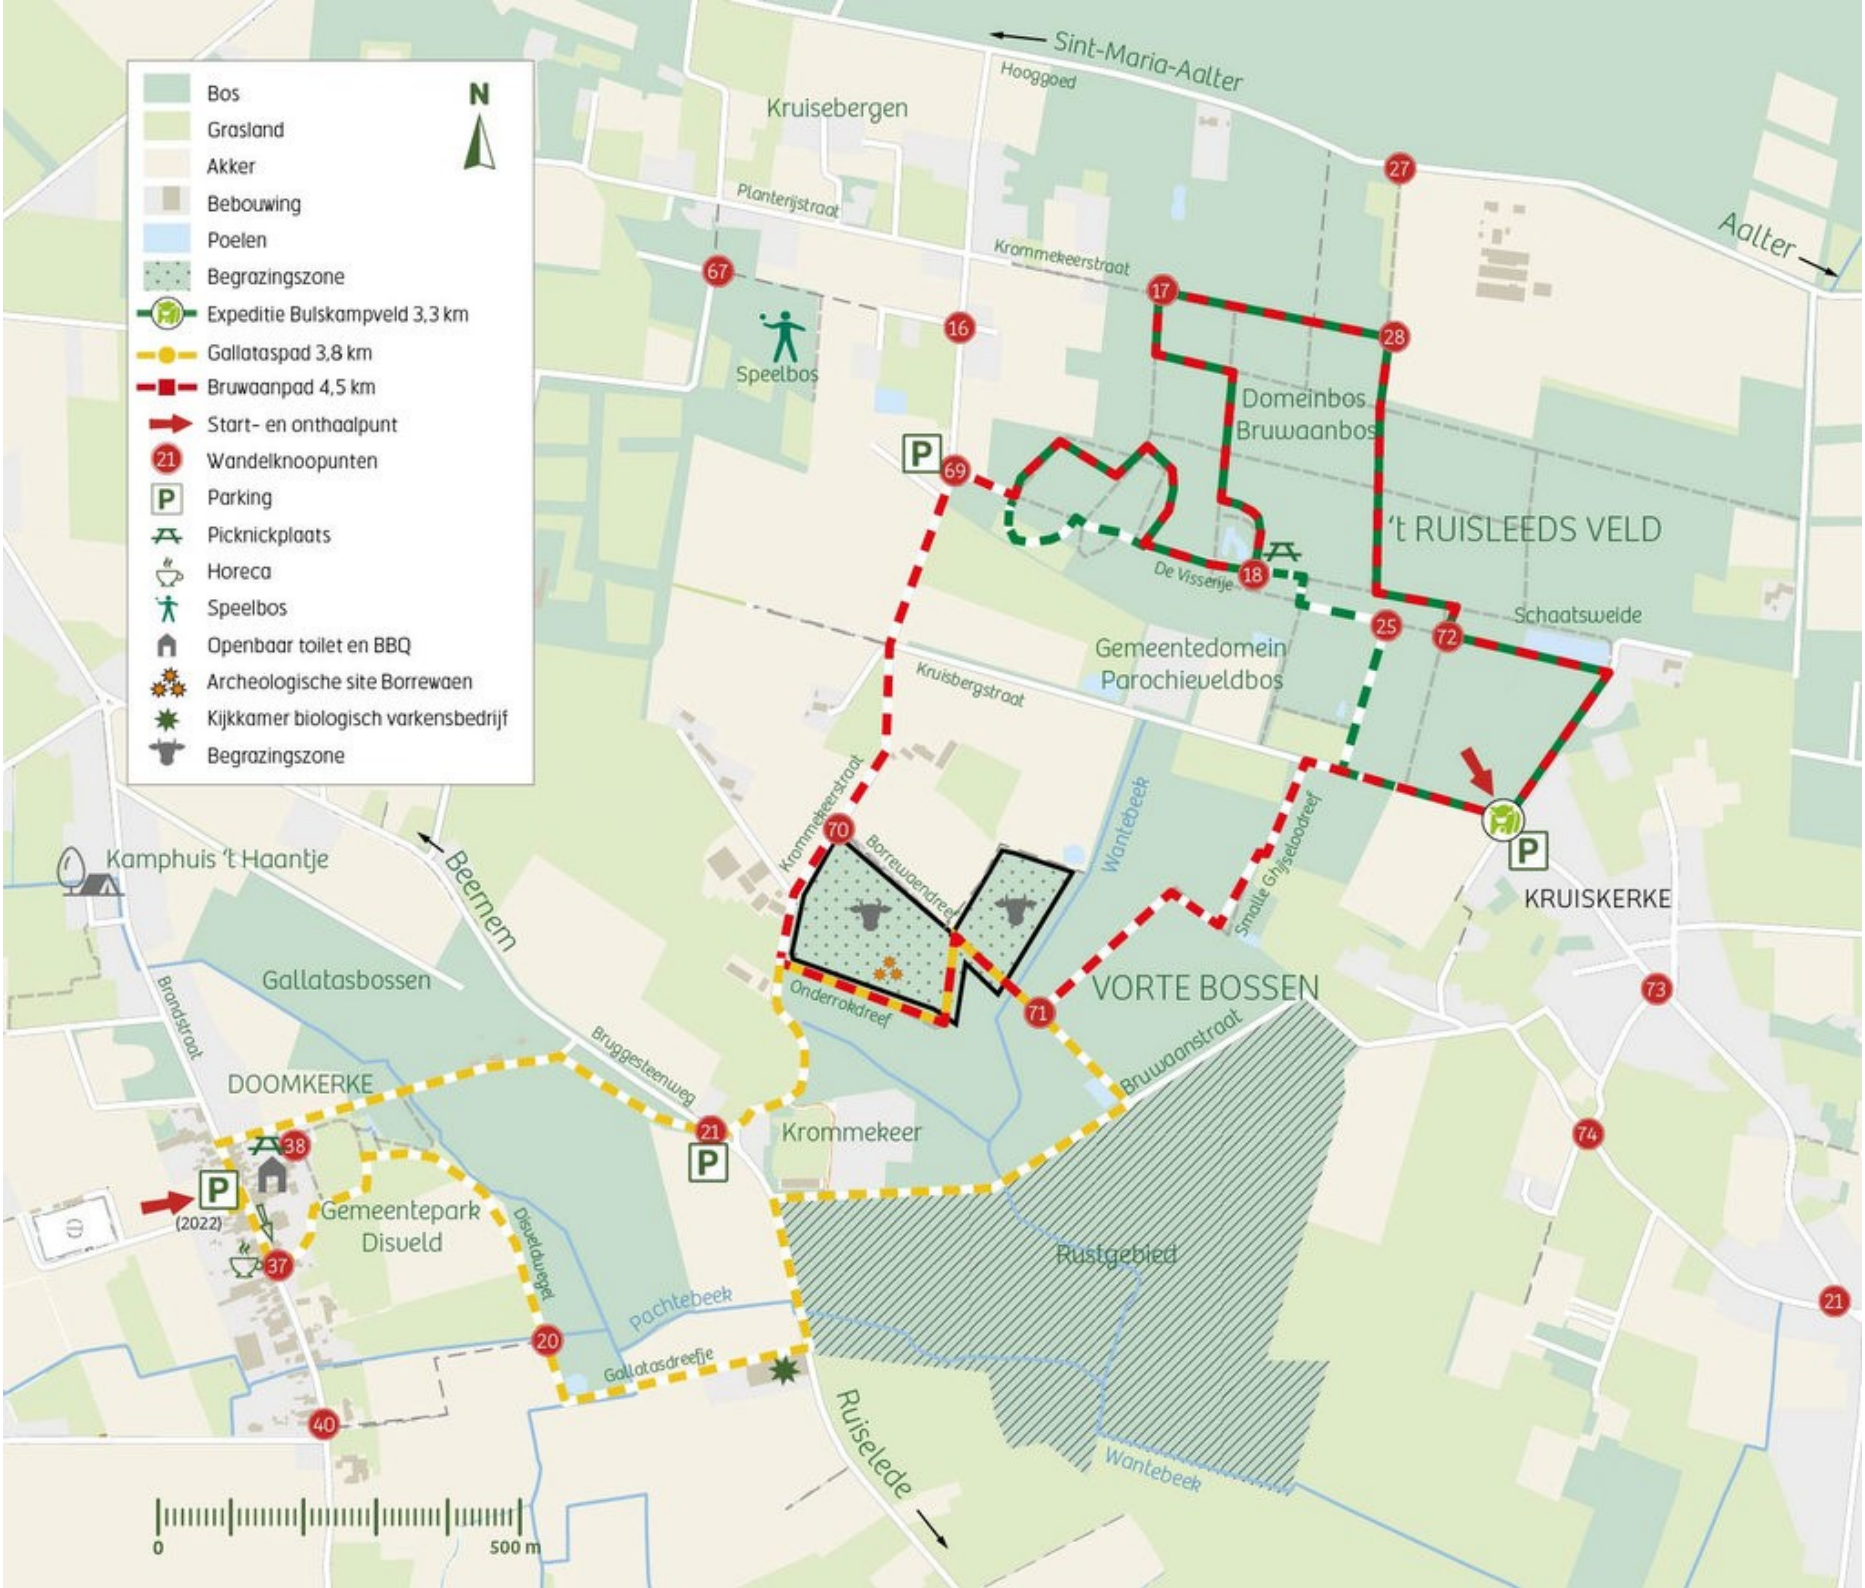 Bos
Grasland
Akker
Bebouwing
Poelen
Begrazingszone
Expeditie Bulskampveld 3,3 km
Gallataspad 3,8 km
Bruwaanpad 4,5 km
Start- en onthaalpunt
21
Wandelknoopunten
P
Parking
Picknickplaats
Horeca
Speelbos
Openbaar toilet en BBQ
Archeologische site Borrewaen
Kijkkamer biologisch varkensbedrijf
Begrazingszone
N
Sint-Maria-Aalter
Hooggoed
Kruisebergen
27
Planterijstraat
Aalter
Krommekeerstraat
67
17
16
28
Speelbos
Domeinbos
Bruwaanbos
P
69
't RUISLEEDS VELD
De Visserije
18
25
72
Schaatsweide
Gemeentedomein
Parochieveldbos
Kruisbergstraat
Krommekeerstraat
70
Borrewaendreef
Wantebeek
Smalle Ghijseloodreef
P
KRUISKERKE
Kamphuis 't Haantje
Beernem
Gallatasbossen
Brandstraat
Onderrokdreef
71
VORTE BOSSEN
73
Bruggesteenweg
Bruwaanstraat
DOOMKERKE
38
21
P
Krommekeer
74
P
(2022)
Gemeentepark
Disveld
Disveldwegel
37
Rustgebied
Pachtebeek
20
21
Gallatasdreefje
40
Ruiselede
Wantebeek
0
500 m